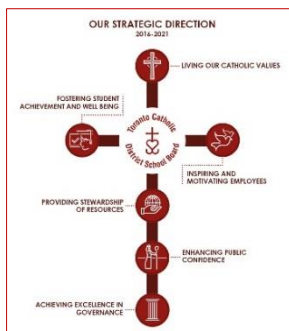 OUR STRATEGIC DIRECTION
2016-2021
LIVING OUR CATHOLIC VALUES
FOSTERING STUDENT
ACHIEVEMENT AND WELL BEING
Toronto Catholic
District School Board
INSPIRING AND
MOTIVATING EMPLOYEES
PROVIDING STEWARDSHIP
OF RESOURCES
ENHANCING PUBLIC
CONFIDENCE
ACHIEVING EXCELLENCE IN
GOVERNANCE